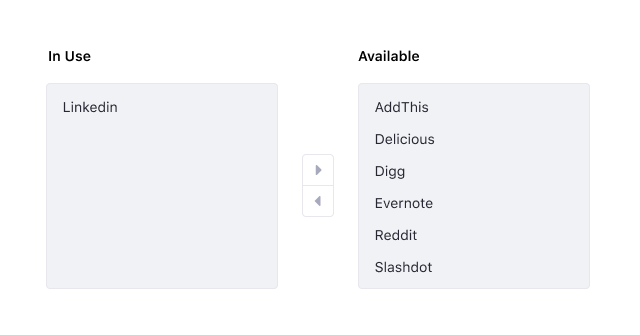 In Use
Linkedin
Available
AddThis
Delicious
Digg
Evernote
Reddit
Slashdot